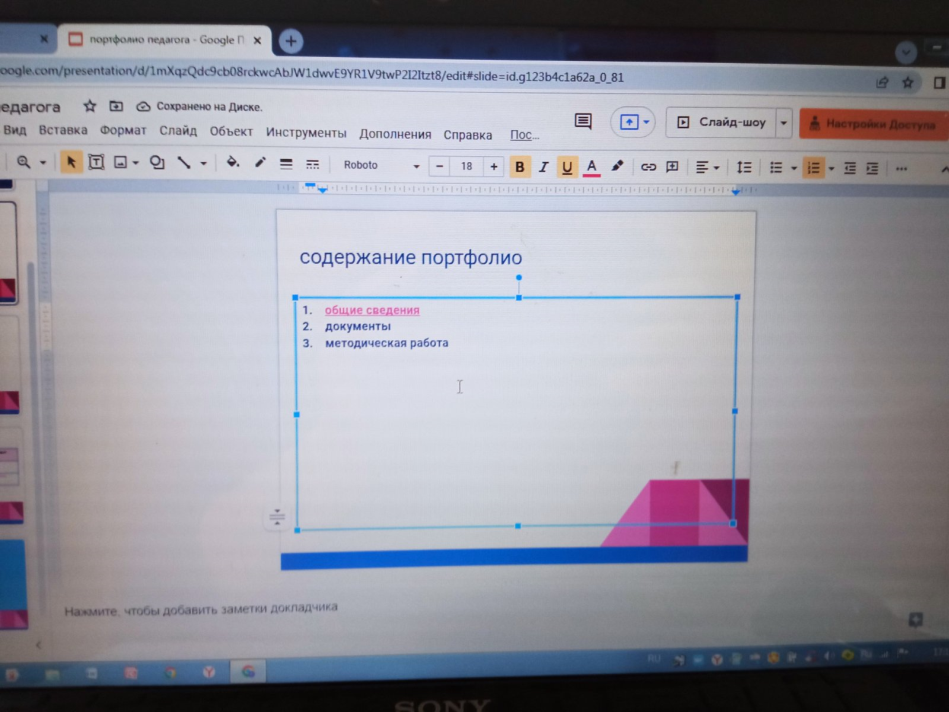 портфолио педагога - Google П
oogle.com/presentation/d/1mXqzQdc9cb08rckwcAbJW1dwvE9YR1V9twP2I2Itzt8/edit#slide=id.g123b4c1a62a_0_81
едагога
Сохранено на Диске.
Вид Вставка Формат Слайд Объект Инструменты Дополнения Справка Пос...
Слайд-шоу
Настройки Доступа
Roboto
18
B I U A
содержание портфолио
1. общие сведения
2. документы
3. методическая работа
Нажмите, чтобы добавить заметки докладчика
RU
SONY